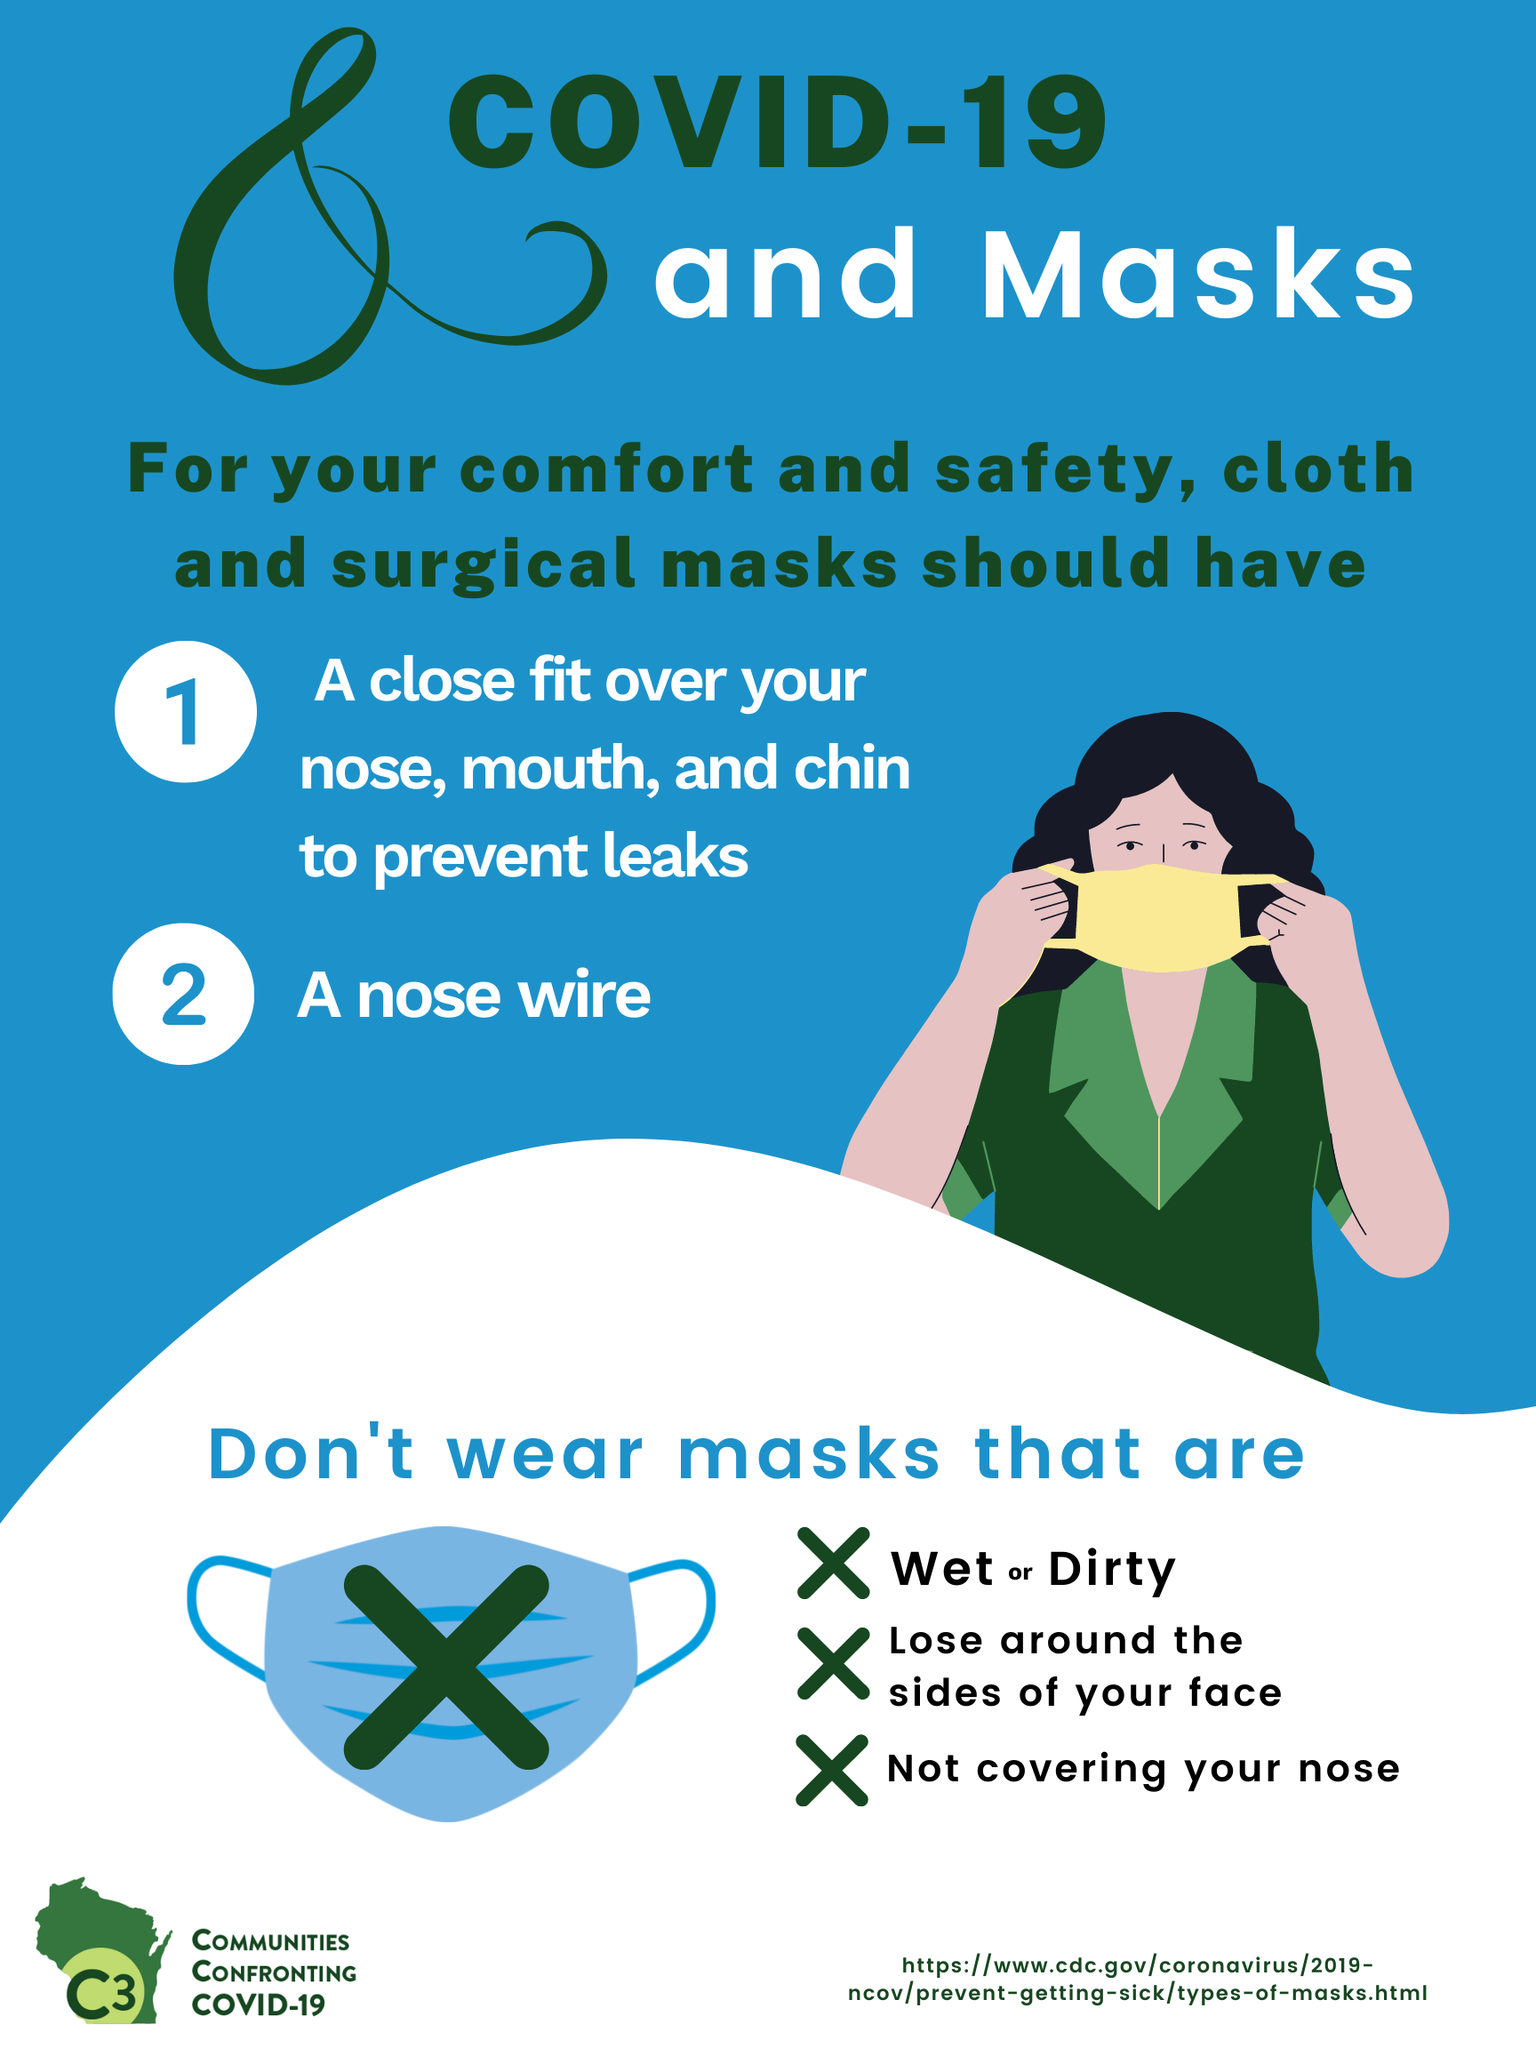 &
COVID-19
and Masks
For your comfort and safety, cloth
and surgical masks should have
1
A close fit over your
nose, mouth, and chin
to prevent leaks
2
A nose wire
Don't wear masks that are
Wet or Dirty
Lose around the
sides of your face
Not covering your nose
C3
COMMUNITIES
CONFRONTING
COVID-19
https://www.cdc.gov/coronavirus/2019-
ncov/prevent-getting-sick/types-of-masks.html